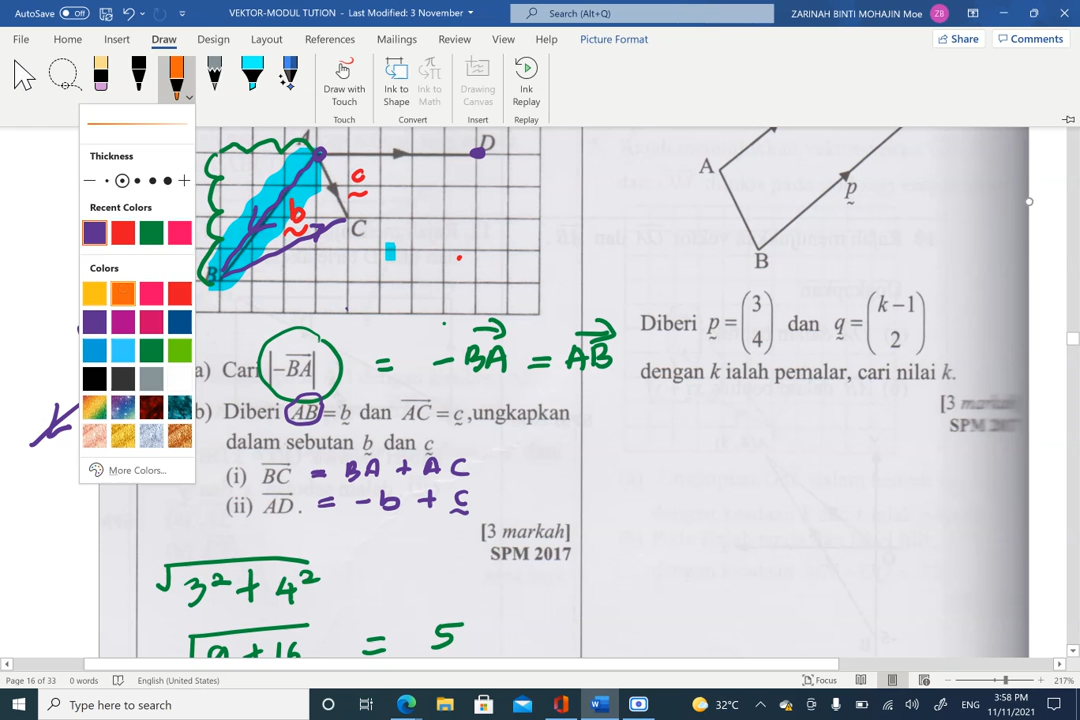 AutoSave Off
VEKTOR-MODUL TUTION - Last Modified: 3 November
Search (Alt+Q)
ZARINAH BINTI MOHAJIN Moe ZB
File Home Insert Draw Design Layout References Mailings Review View Help Picture Format
Share Comments
Draw with Touch
Ink to Shape
Ink to Math
Drawing Canvas
Ink Replay
Touch Convert Insert Replay
Thickness
Recent Colors
Colors
More Colors...
A D
c
b
C
B
a) Cari |-BA| = -BA = AB
b) Diberi AB = b dan AC = c, ungkapkan
dalam sebutan b dan c
(i) BC = BA + AC
(ii) AD. = -b + c
[3 markah]
SPM 2017
√3² + 4²
√9 + 16 = 5
A
p
B
Diberi p = (3 4) dan q = (k - 1 2)
dengan k ialah pemalar, cari nilai k.
[3 markah]
SPM 2017
Page 16 of 33 0 words English (United States) Focus 217%
Type here to search
32°C ENG 3:58 PM 11/11/2021